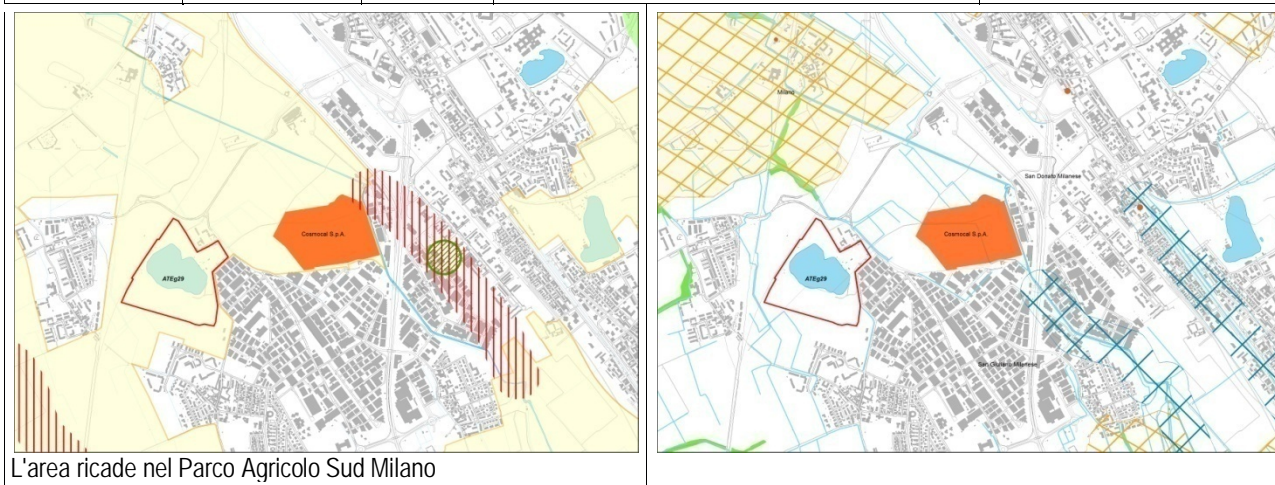 Cosmocal S.p.A.
ATEg29
L'area ricade nel Parco Agricolo Sud Milano
Milano
San Donato Milanese
Cosmocal S.p.A.
ATEg29
San Giuliano Milanese